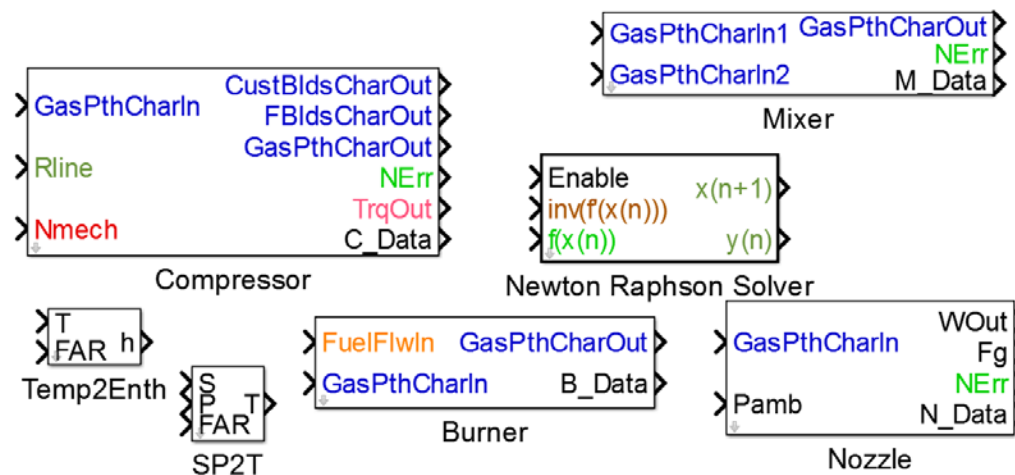 GasPthCharIn
Rline
Nmech
CustBldsCharOut
FBldsCharOut
GasPthCharOut
NErr
TrqOut
C_Data
Compressor
GasPthCharIn1
GasPthCharIn2
GasPthCharOut
NErr
M_Data
Mixer
Enable
inv(f'(x(n)))
f(x(n))
x(n+1)
y(n)
Newton Raphson Solver
T
FAR
h
Temp2Enth
S
P
FAR
T
SP2T
FuelFlwIn
GasPthCharIn
GasPthCharOut
B_Data
Burner
GasPthCharIn
Pamb
WOut
Fg
NErr
N_Data
Nozzle